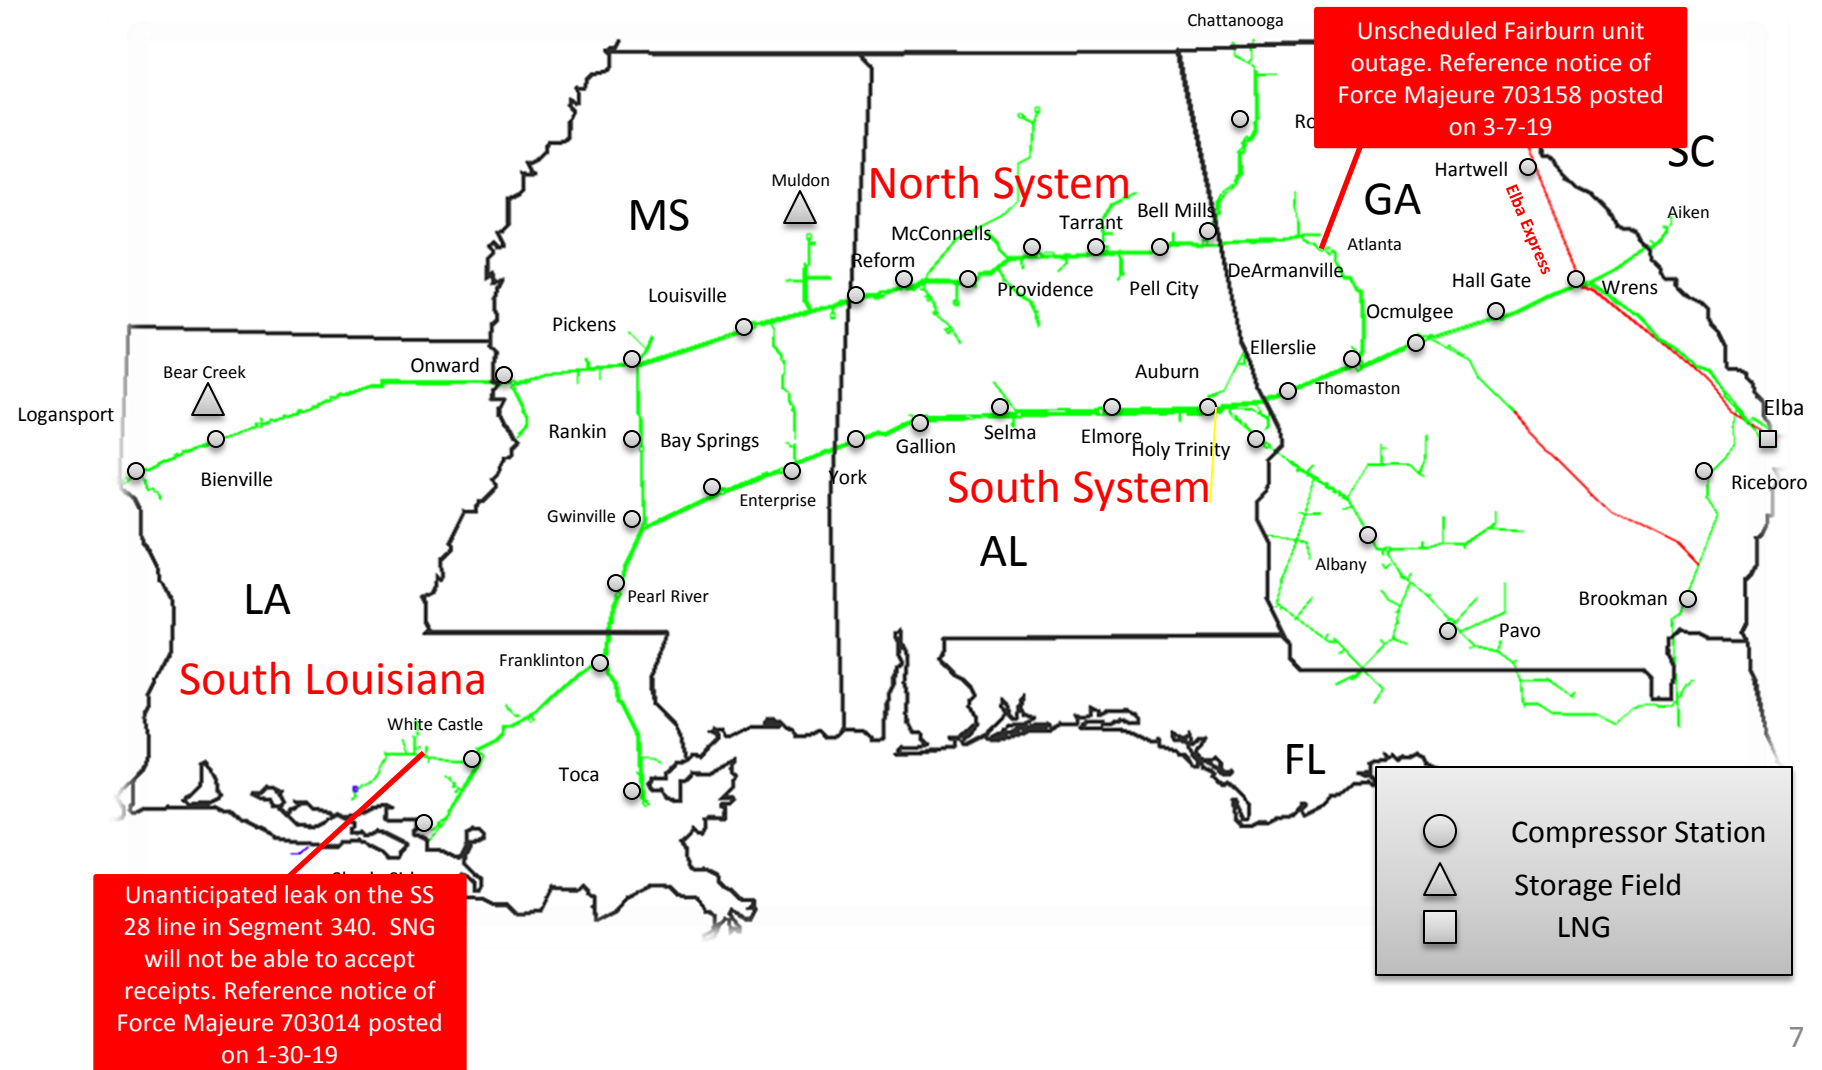 Chattanooga
Unscheduled Fairburn unit
outage. Reference notice of
Force Majeure 703158 posted
on 3-7-19
SC
Hartwell
Elba Express
GA
Aiken
Muldon
North System
MS
Bell Mills
Tarrant
McConnells
Atlanta
Reform
DeArmanville
Hall Gate
Wrens
Providence
Pell City
Louisville
Ocmulgee
Pickens
Ellerslie
Onward
Auburn
Thomaston
Bear Creek
Logansport
Elba
Rankin
Bay Springs
Gallion
Selma
Elmore
Holy Trinity
Bienville
York
Riceboro
South System
Enterprise
Gwinville
AL
Albany
LA
Pearl River
Brookman
Pavo
Franklinton
South Louisiana
White Castle
Toca
FL
Compressor Station
Storage Field
LNG
Unanticipated leak on the SS
28 line in Segment 340. SNG
will not be able to accept
receipts. Reference notice of
Force Majeure 703014 posted
on 1-30-19
7